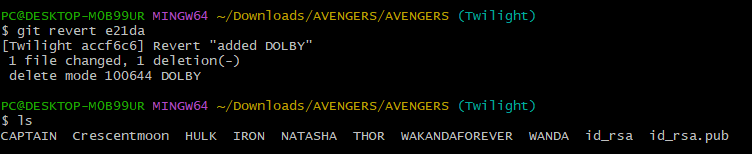 PC@DESKTOP-M0B99UR MINGW64 ~/Downloads/AVENGERS/AVENGERS (Twilight)
$ git revert e21da
[Twilight accf6c6] Revert "added DOLBY"
 1 file changed, 1 deletion(-)
 delete mode 100644 DOLBY
PC@DESKTOP-M0B99UR MINGW64 ~/Downloads/AVENGERS/AVENGERS (Twilight)
$ ls
CAPTAIN  Crescentmoon  HULK  IRON  NATASHA  THOR  WAKANDAFOREVER  WANDA  id_rsa  id_rsa.pub